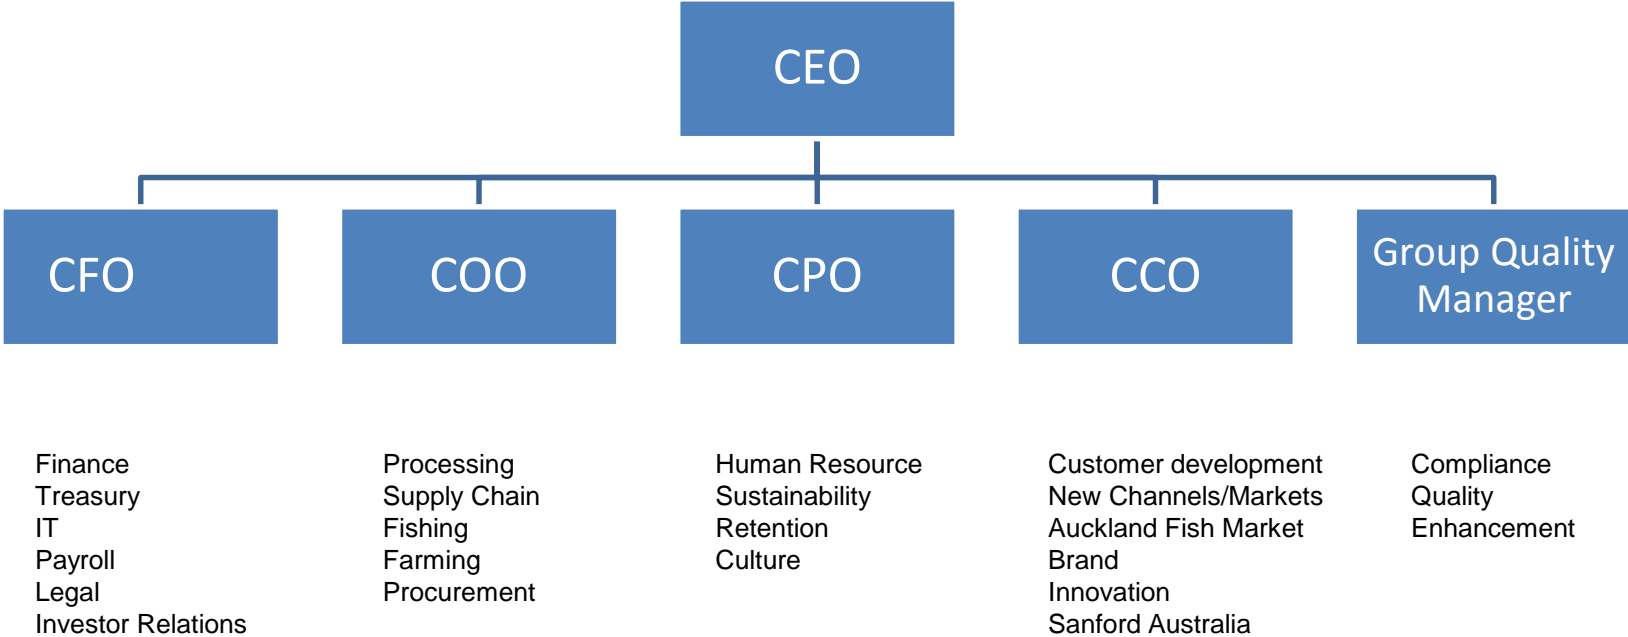 CEO
CFO
COO
CPO
CCO
Group Quality
Manager
Finance
Treasury
IT
Payroll
Legal
Investor Relations
Processing
Supply Chain
Fishing
Farming
Procurement
Human Resource
Sustainability
Retention
Culture
Customer development
New Channels/Markets
Auckland Fish Market
Brand
Innovation
Sanford Australia
Compliance
Quality
Enhancement